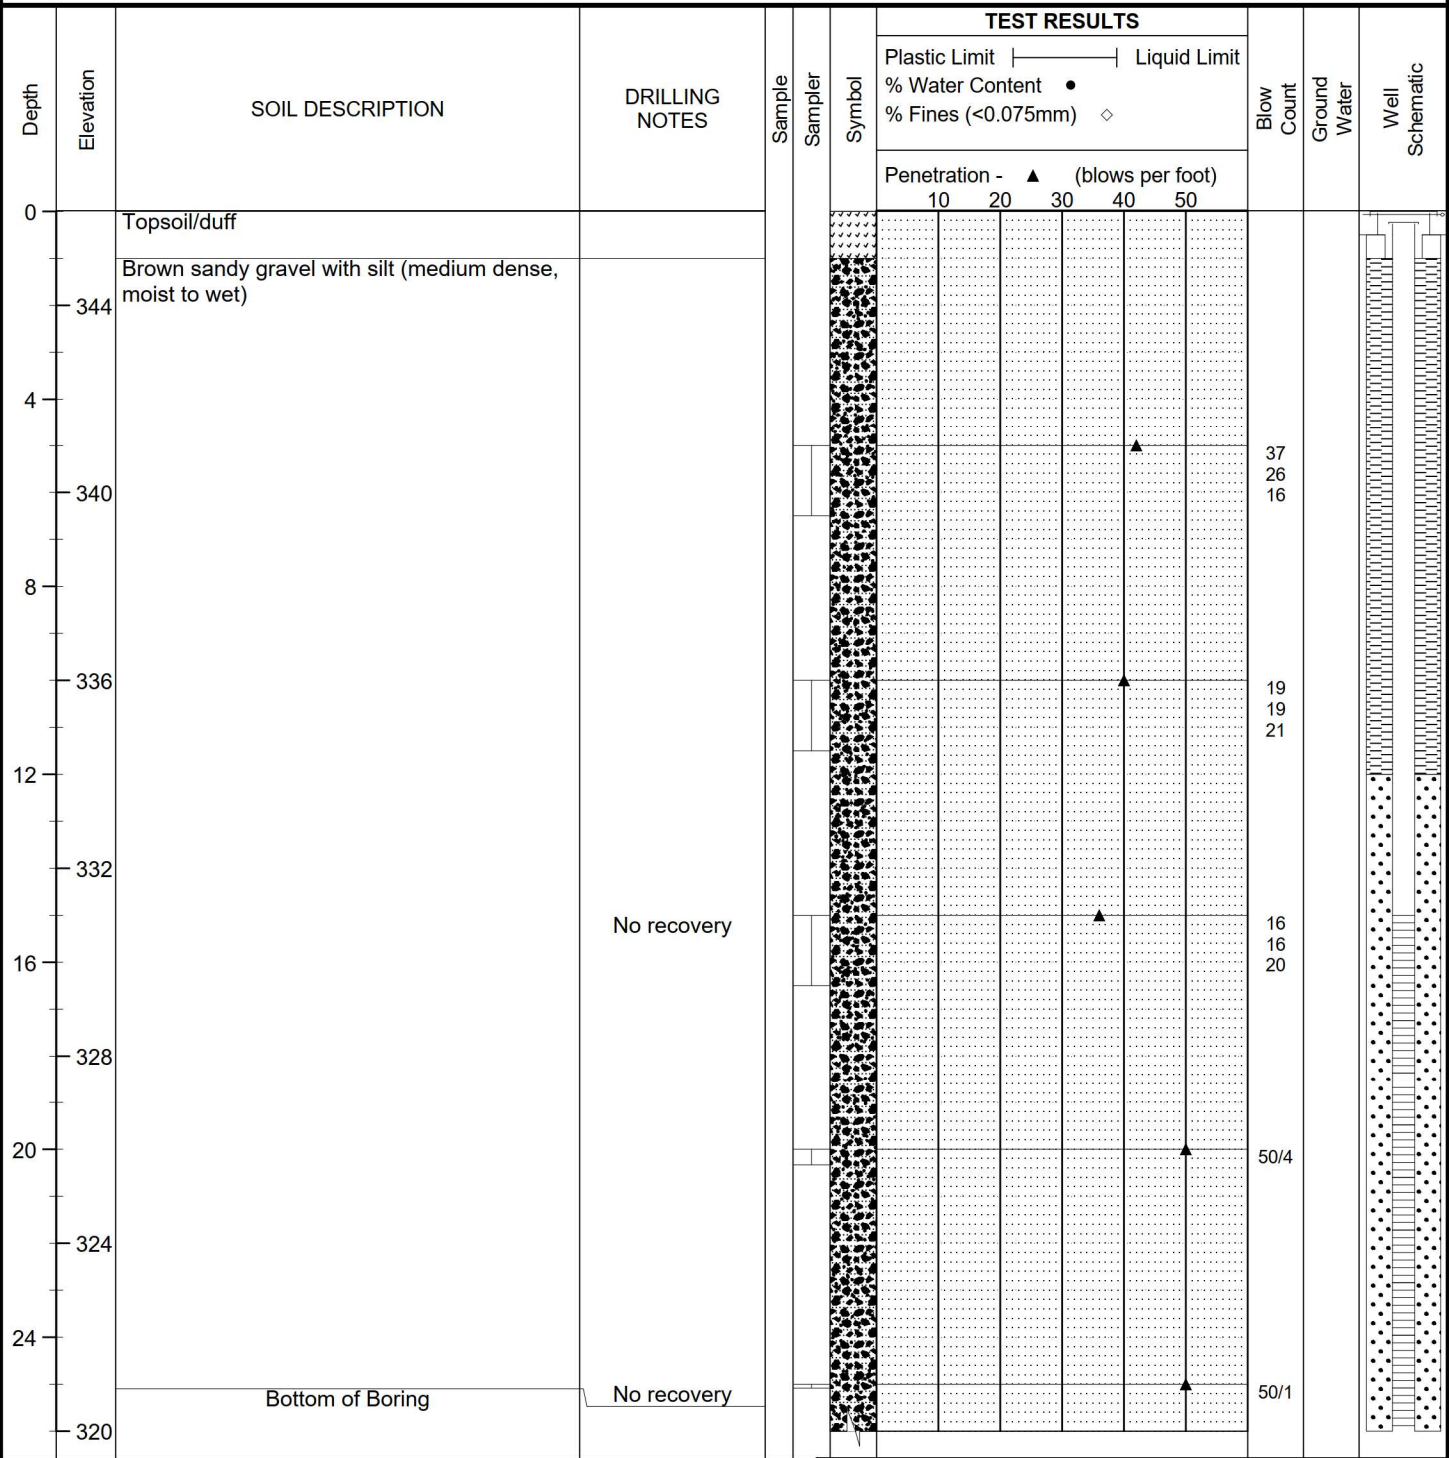 TEST RESULTS
Plastic Limit Liquid Limit
% Water Content
% Fines (<0.075mm)
Penetration - (blows per foot)
10 20 30 40 50
Depth
Elevation
SOIL DESCRIPTION
DRILLING
NOTES
Sample
Sampler
Symbol
Blow
Count
Ground
Water
Well
Schematic
0
Topsoil/duff
Brown sandy gravel with silt (medium dense,
moist to wet)
344
4
37
26
16
340
8
336
19
19
21
12
332
No recovery
16
16
20
16
328
20
50/4
324
24
Bottom of Boring
No recovery
50/1
320